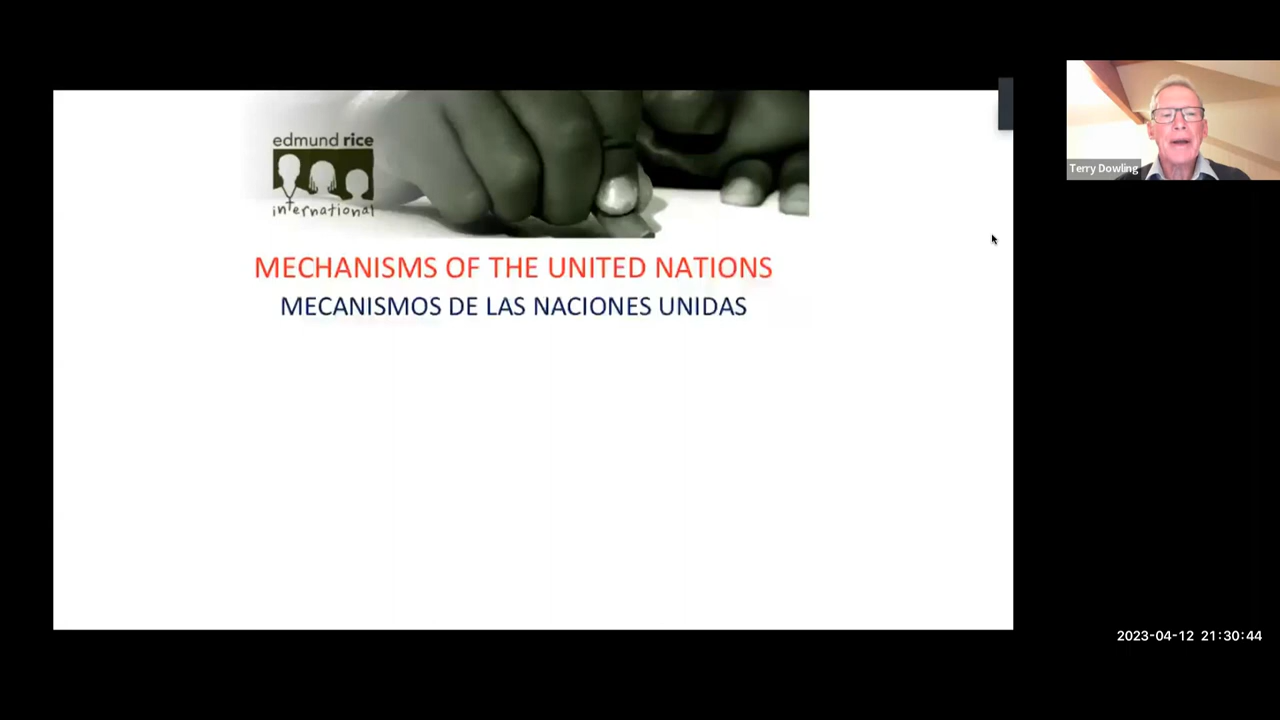 edmund rice
international
MECHANISMS OF THE UNITED NATIONS
MECANISMOS DE LAS NACIONES UNIDAS
Terry Dowling
2023-04-12 21:30:44